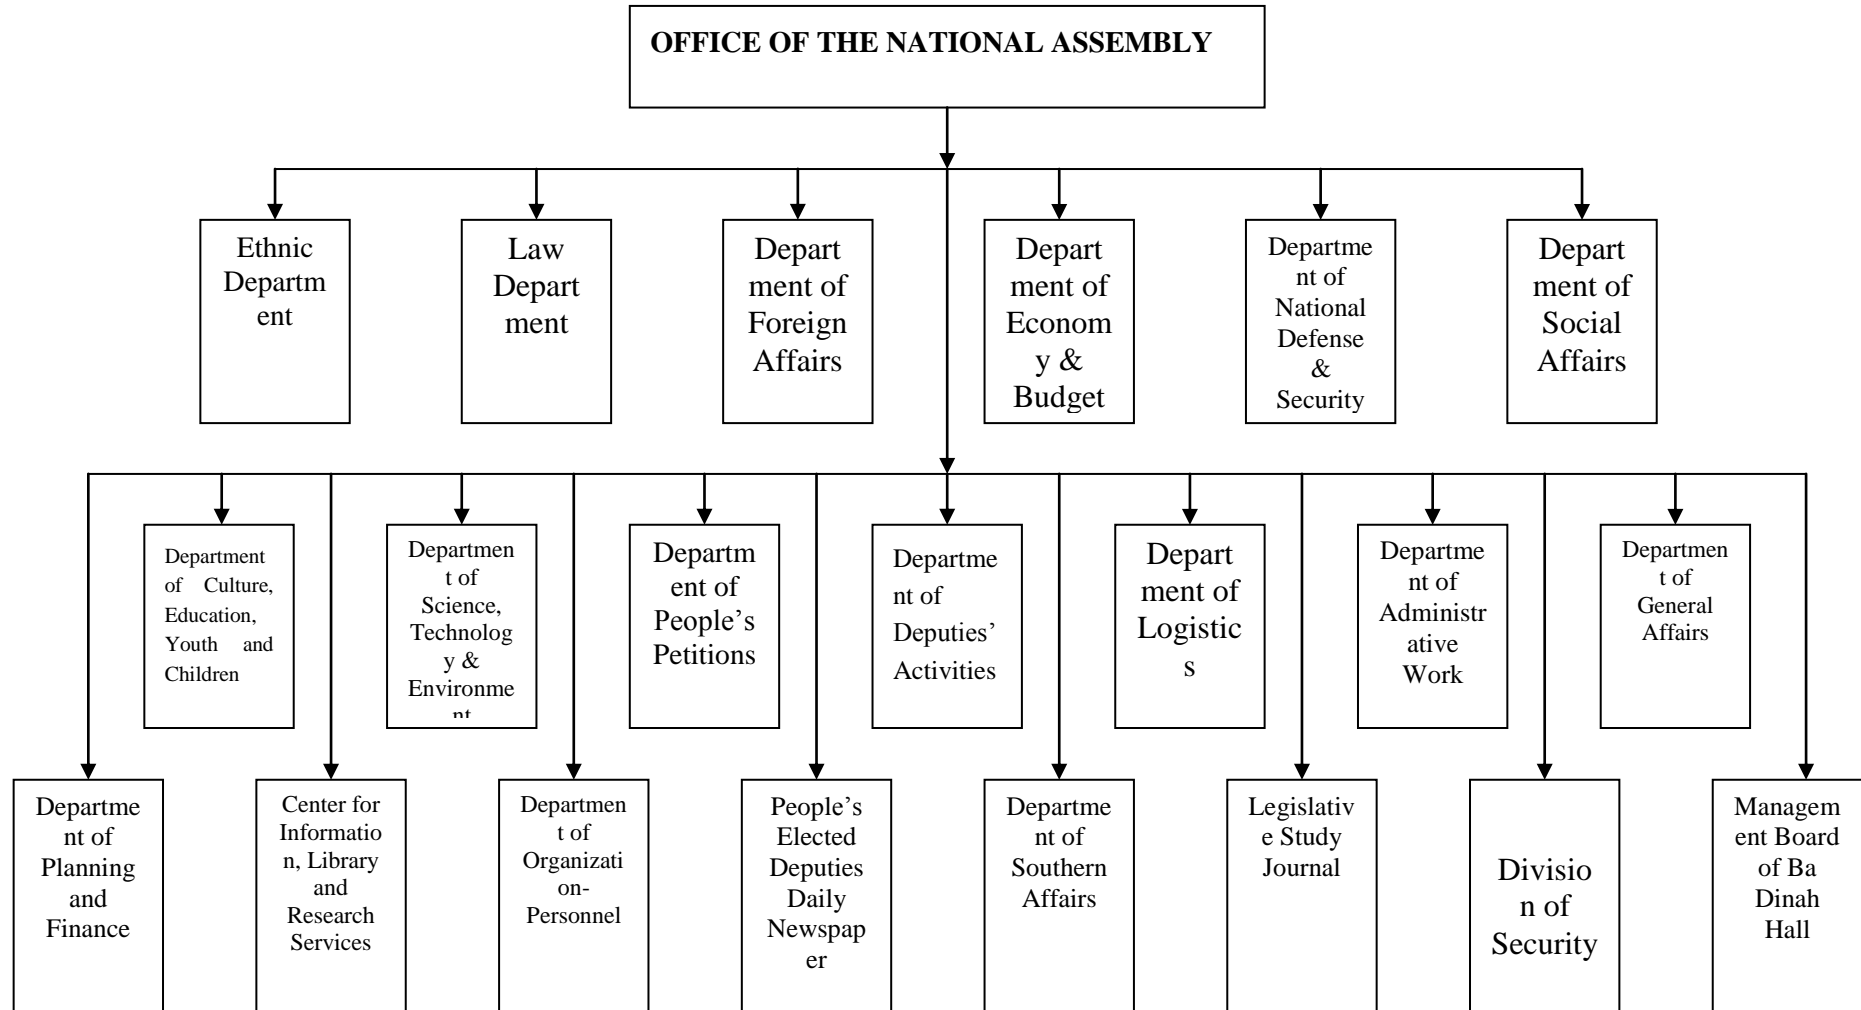 OFFICE OF THE NATIONAL ASSEMBLY
Ethnic
Departm
ent
Law
Depart
ment
Depart
ment of
Foreign
Affairs
Depart
ment of
Econom
y &
Budget
Departme
nt of
National
Defense
&
Security
Depart
ment of
Social
Affairs
Department
of Culture,
Education,
Youth and
Children
Departmen
t of
Science,
Technolog
y &
Environme
nt
Departm
ent of
People’s
Petitions
Departme
nt of
Deputies’
Activities
Depart
ment of
Logistic
s
Departme
nt of
Administr
ative
Work
Departmen
t of
General
Affairs
Departme
nt of
Planning
and
Finance
Center for
Informatio
n, Library
and
Research
Services
Departmen
t of
Organizati
on-
Personnel
People’s
Elected
Deputies
Daily
Newspap
er
Departme
nt of
Southern
Affairs
Legislativ
e Study
Journal
Divisio
n of
Security
Managem
ent Board
of Ba
Dinah
Hall